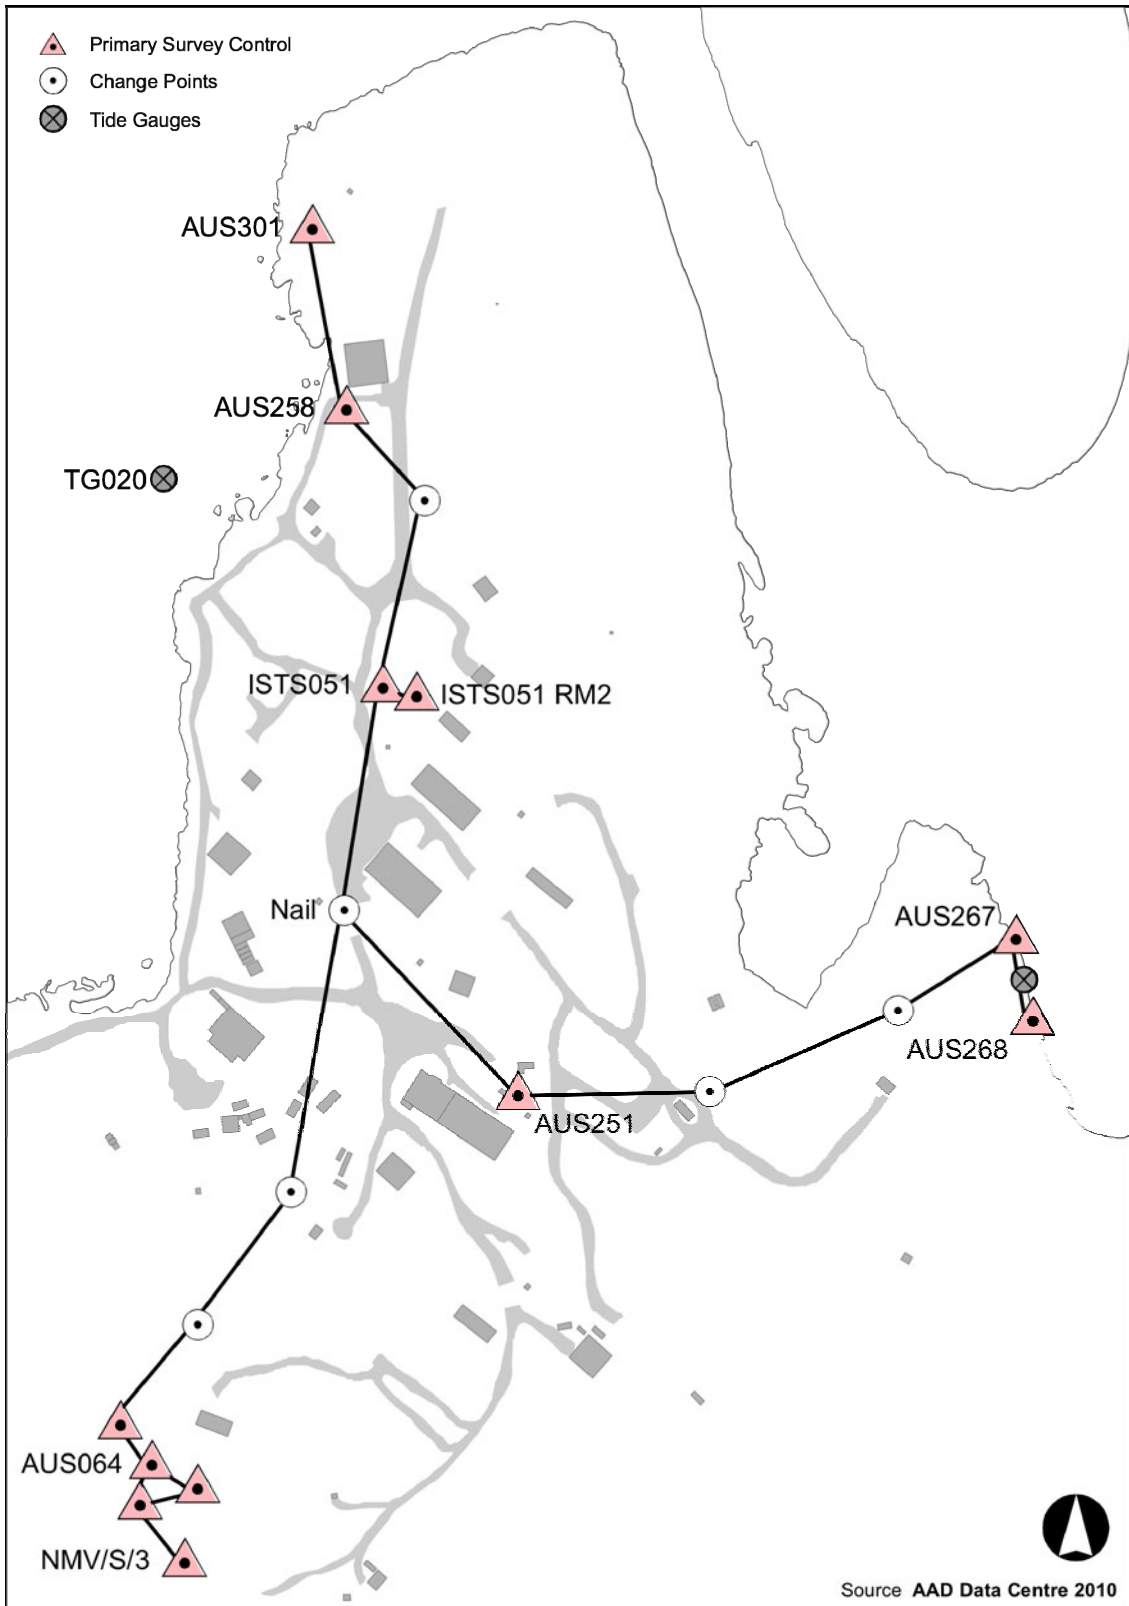 Primary Survey Control
Change Points
Tide Gauges
AUS301
AUS258
TG020
ISTS051
ISTS051 RM2
Nail
AUS267
AUS268
AUS251
AUS064
NMV/S/3
Source AAD Data Centre 2010